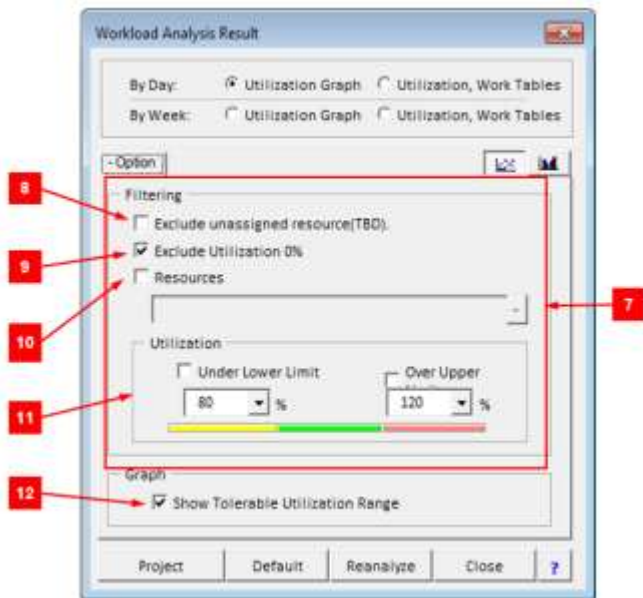 Workload Analysis Result
By Day: Utilization Graph Utilization, Work Tables
By Week: Utilization Graph Utilization, Work Tables
- Option
Filtering
8
Exclude unassigned resource(TBD).
9
Exclude Utilization 0%
10
Resources
7
Utilization
Under Lower Limit Over Upper
11
80 % 120 %
Graph
12
Show Tolerable Utilization Range
Project Default Reanalyze Close ?